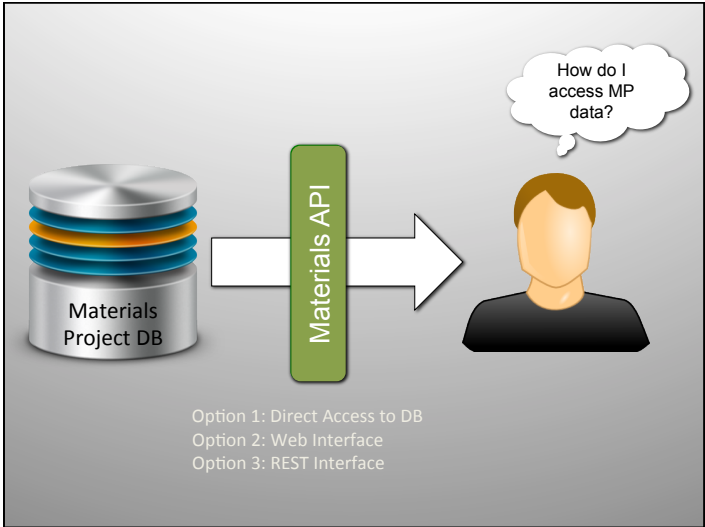 How do I
access MP
data?
Materials API
Materials
Project DB
Option 1: Direct Access to DB
Option 2: Web Interface
Option 3: REST Interface